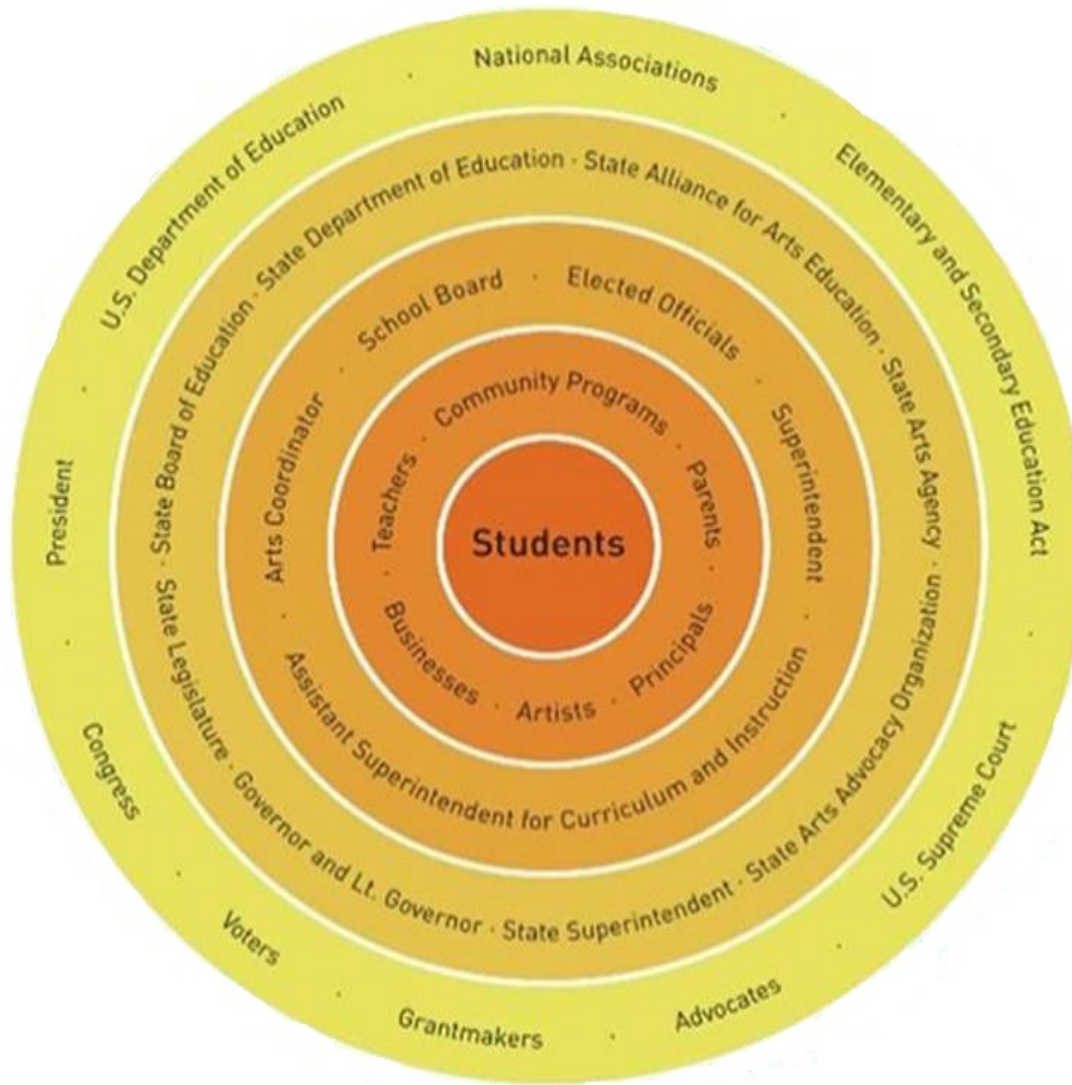 National Associations
Elementary and Secondary Education Act
U.S. Supreme Court
Advocates
Grantmakers
Voters
Congress
President
U.S. Department of Education
State Department of Education · State Alliance for Arts Education · State Arts Agency · State Arts Advocacy Organization · State Superintendent · Governor and Lt. Governor · State Legislature · State Board of Education
School Board
Elected Officials
Superintendent
Assistant Superintendent for Curriculum and Instruction
Arts Coordinator
Community Programs
Parents
Principals
Artists
Businesses
Teachers
Students